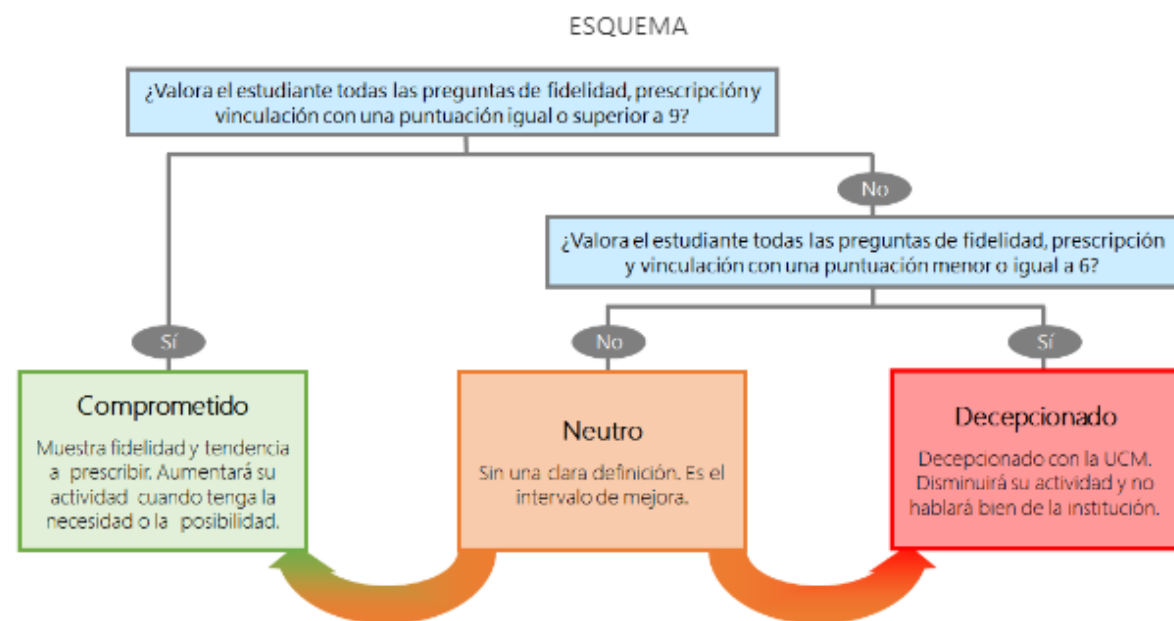 ESQUEMA
¿Valora el estudiante todas las preguntas de fidelidad, prescripción y
vinculación con una puntuación igual o superior a 9?
No
¿Valora el estudiante todas las preguntas de fidelidad, prescripción
y vinculación con una puntuación menor o igual a 6?
Sí
No
Sí
Comprometido
Muestra fidelidad y tendencia
a prescribir. Aumentará su
actividad cuando tenga la
necesidad o la posibilidad.
Neutro
Sin una clara definición. Es el
intervalo de mejora.
Decepcionado
Decepcionado con la UCM.
Disminuirá su actividad y no
hablará bien de la institución.